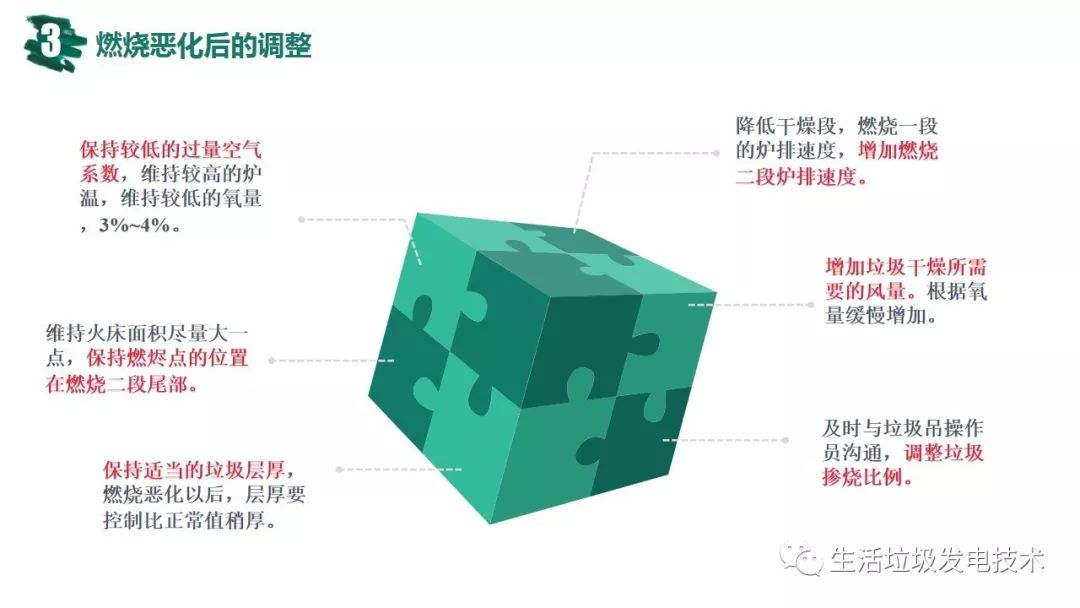 3
燃烧恶化后的调整
保持较低的过量空气
系数，维持较高的炉
温，维持较低的氧量
，3%~4%。
维持火床面积尽量大一
点，保持燃烬点的位置
在燃烧二段尾部。
保持适当的垃圾层厚，
燃烧恶化以后，层厚要
控制比正常值稍厚。
降低干燥段，燃烧一段
的炉排速度，增加燃烧
二段炉排速度。
增加垃圾干燥所需
要的风量。根据氧
量缓慢增加。
及时与垃圾吊操作
员沟通，调整垃圾
掺烧比例。
生活垃圾发电技术